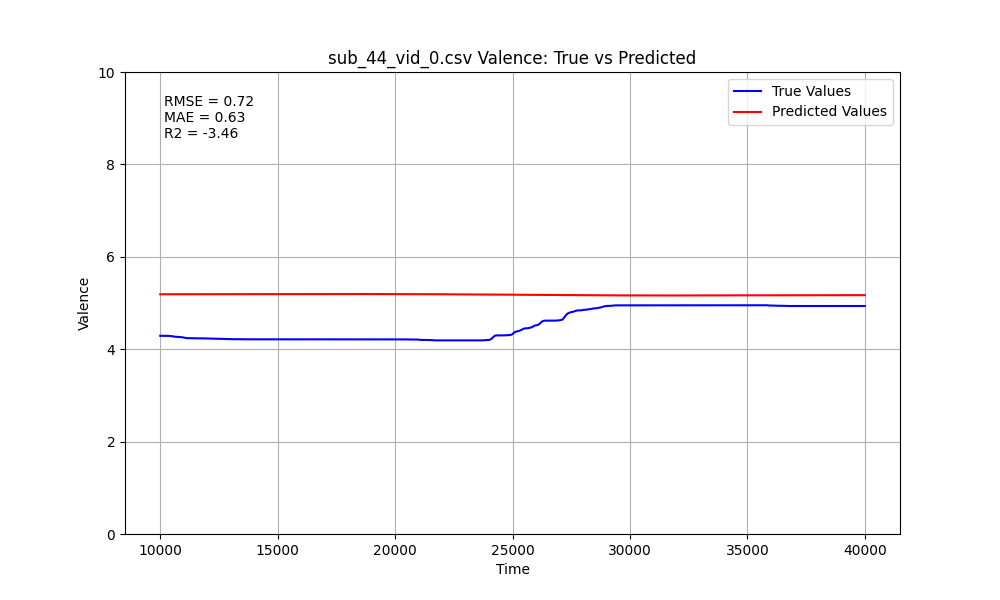 sub_44_vid_0.csv Valence: True vs Predicted
RMSE = 0.72
MAE = 0.63
R2 = -3.46
True Values
Predicted Values
Valence
10
8
6
4
2
0
10000 15000 20000 25000 30000 35000 40000
Time